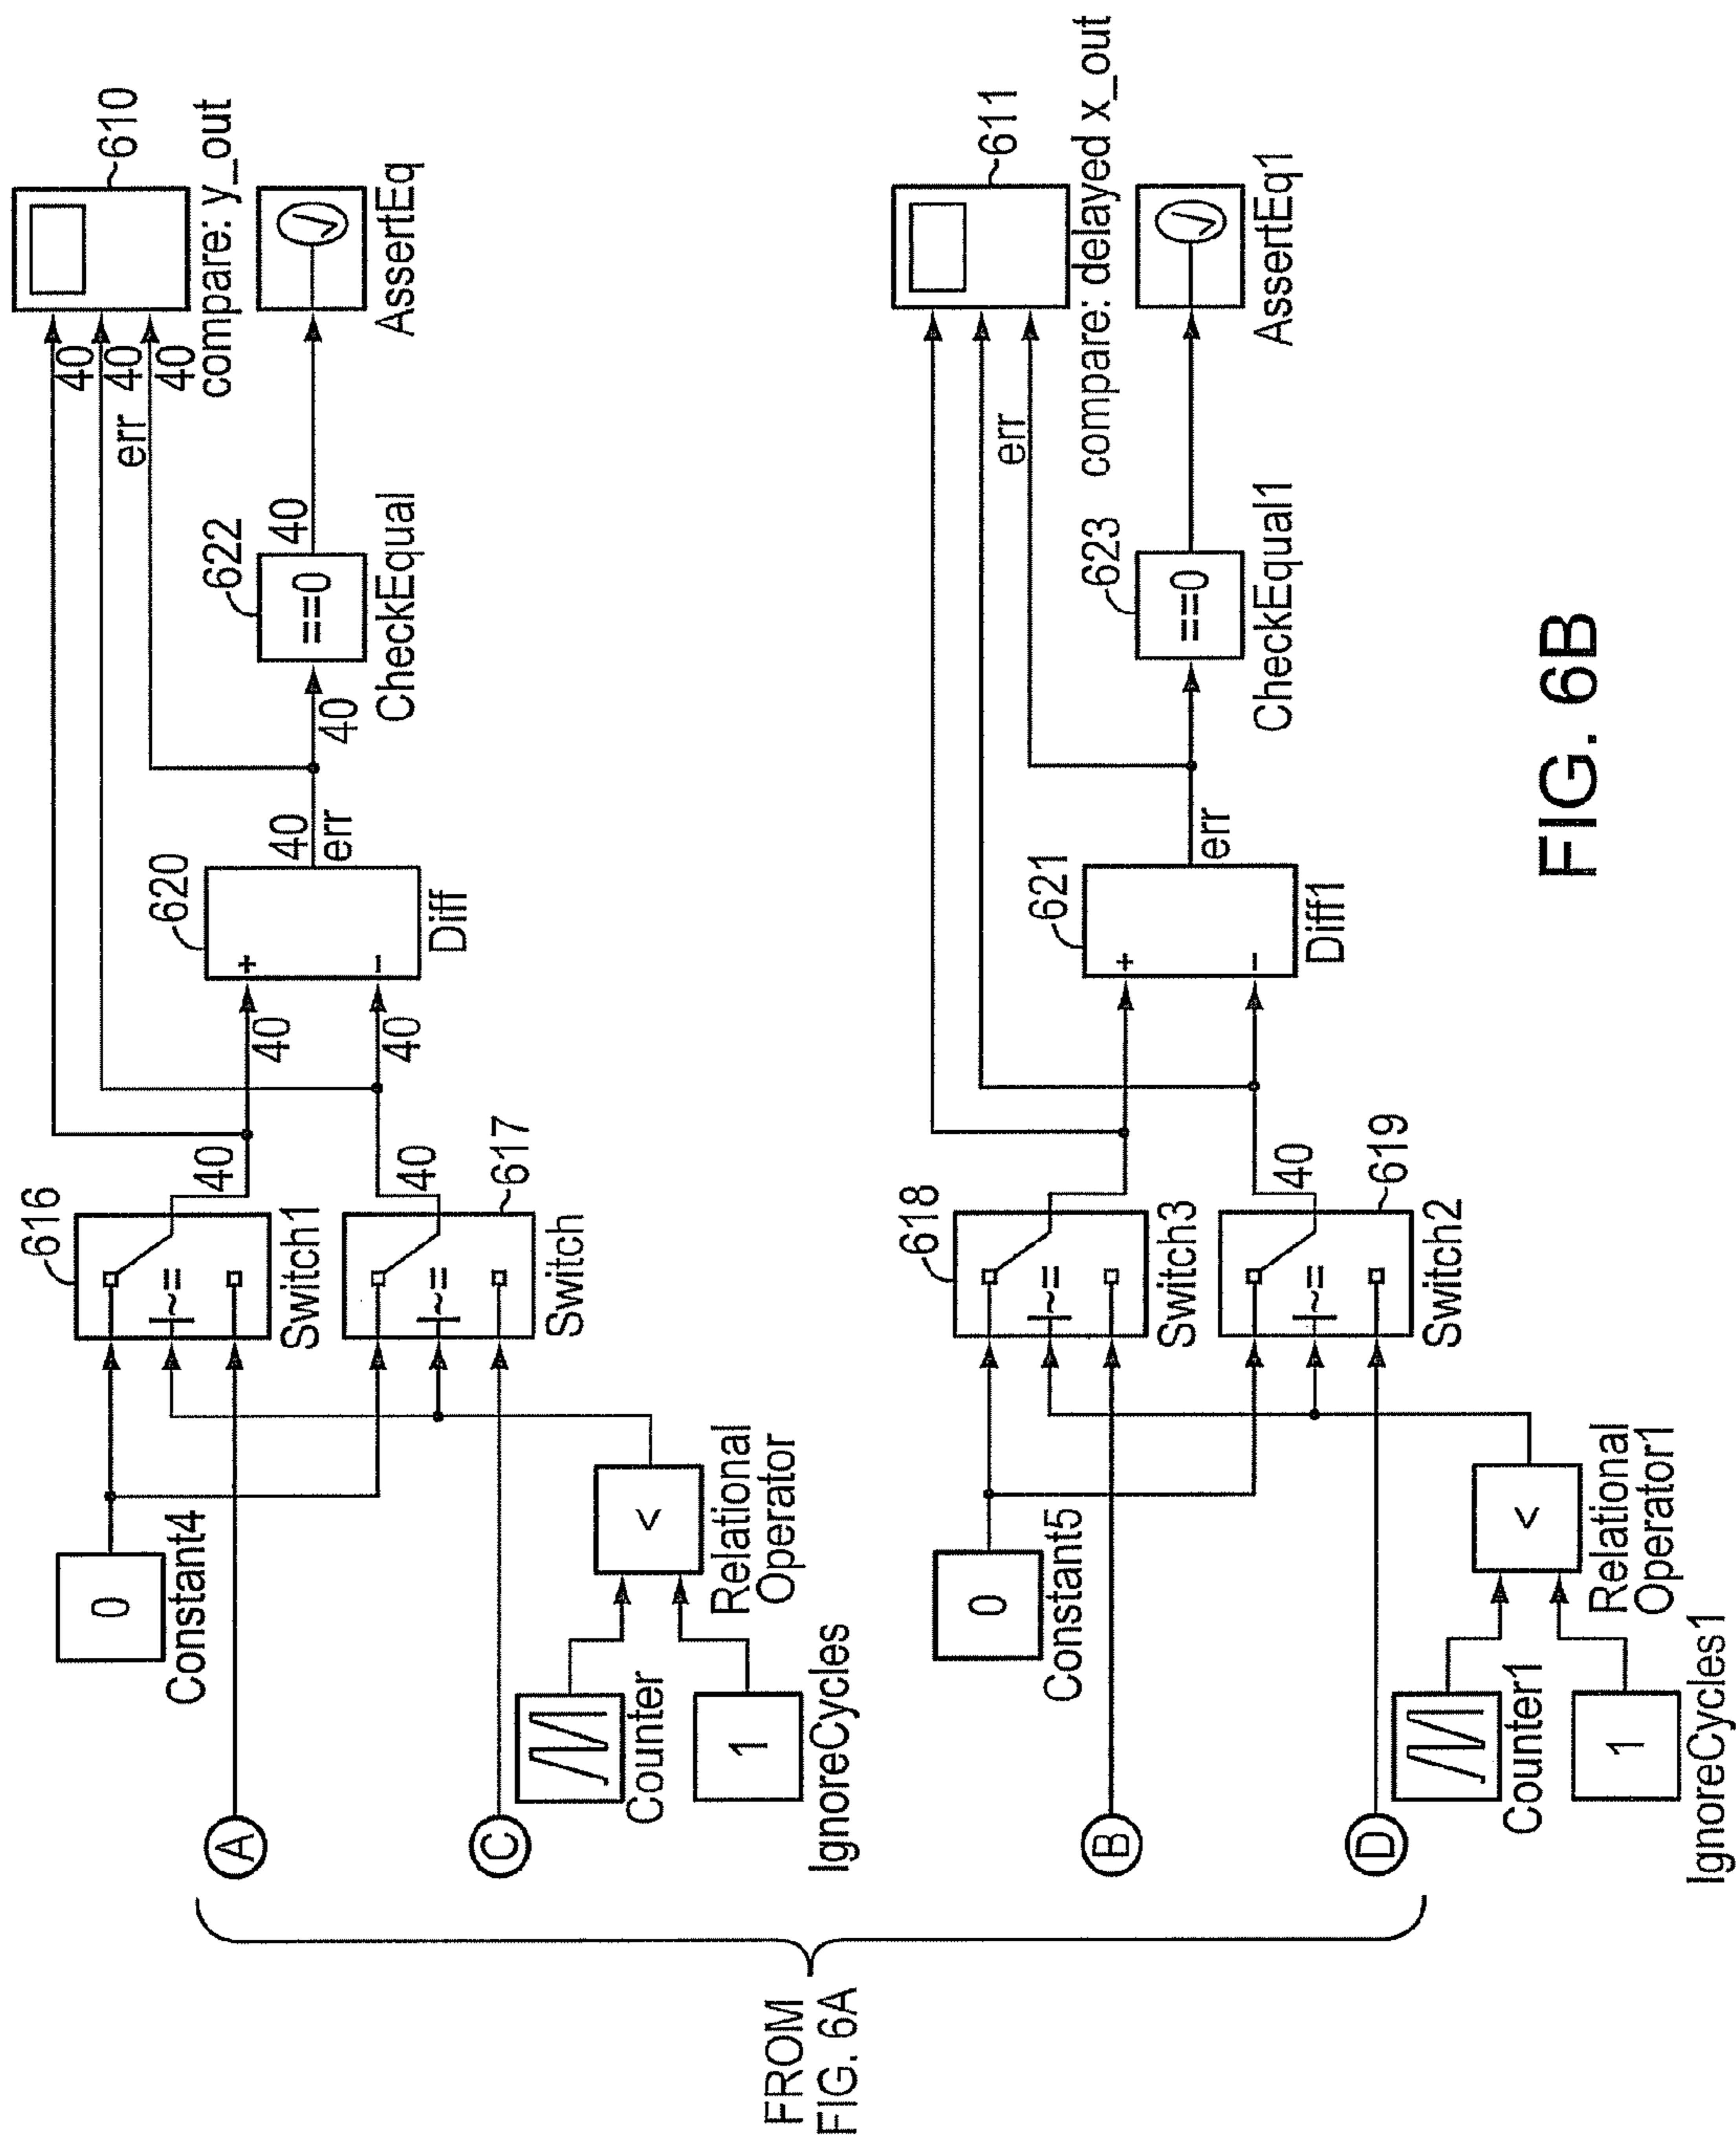 610
40
40
err
40
compare: y_out
616
40
40
620
+
-
40
err
Diff
622
40
==0
40
CheckEqual
AssertEq
0
Constant4
~=
Switch1
40
40
617
~=
Switch
A
C
Counter
1
IgnoreCycles
<
Relational
Operator
611
err
compare: delayed x_out
618
621
+
-
err
Diff1
623
==0
CheckEqual1
AssertEq1
0
Constant5
~=
Switch3
40
619
~=
Switch2
B
D
Counter1
1
IgnoreCycles1
<
Relational
Operator1
FROM
FIG. 6A
FIG. 6B